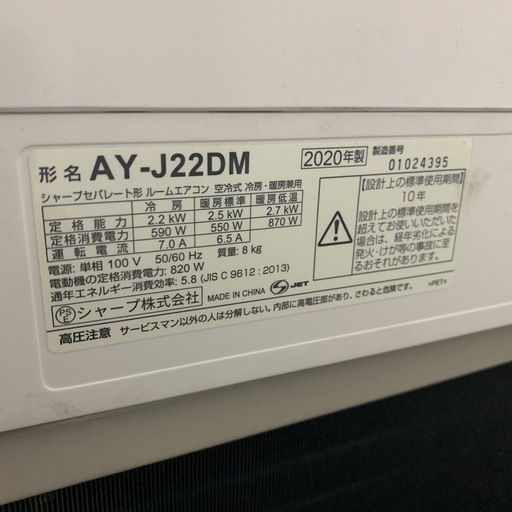 形名 AY-J22DM 2020年製 製造番号 01024395
シャープセパレート形 ルームエアコン 空冷式 冷房・暖房兼用
冷房 暖房標準 暖房低温
定格能力 2.2 kW 2.5 kW 2.7 kW
定格消費電力 590 W 550 W 870 W
運転電流 7.0 A 6.5 A
電源: 単相 100 V 50/60 Hz 質量: 8 kg
電動機の定格消費電力: 820 W
通年エネルギー消費効率: 5.8 (JIS C 9612 : 2013)
PSE シャープ株式会社 MADE IN CHINA JET
高圧注意 サービスマン以外の人は分解しない。内部に高電圧部があり、さわると危険です。
【設計上の標準使用期間】
10年
設計上の標準使用期間を
超えてお使いいただいた
場合は、経年劣化による
発火・けが等の事故に至
るおそれがあります。
>PET<